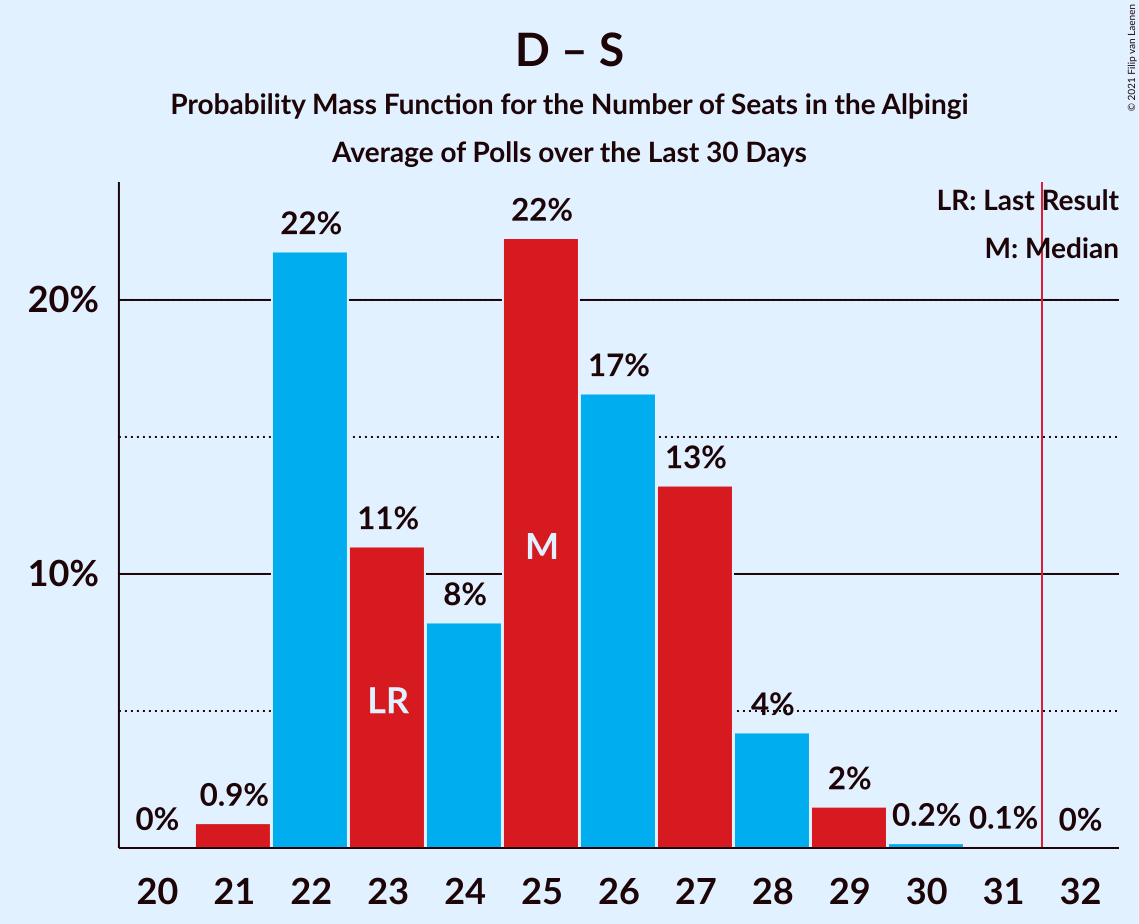 D – S
Probability Mass Function for the Number of Seats in the Alþingi
Average of Polls over the Last 30 Days
© 2021 Filip van Laenen
LR: Last Result
M: Median
20%
10%
0%
0.9%
22%
11%
8%
22%
17%
13%
4%
2%
0.2%
0.1%
0%
LR
M
20 21 22 23 24 25 26 27 28 29 30 31 32